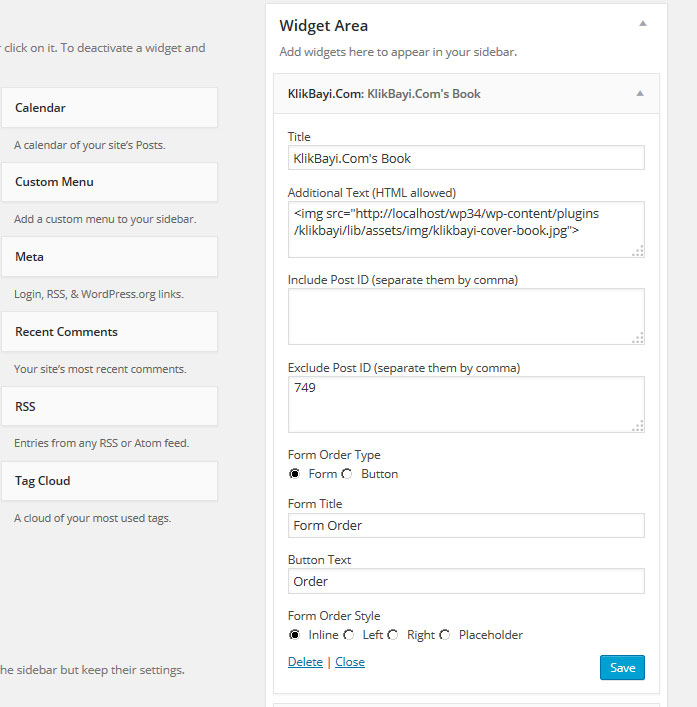 click on it. To deactivate a widget and
Calendar
A calendar of your site's Posts.
Custom Menu
Add a custom menu to your sidebar.
Meta
Login, RSS, & WordPress.org links.
Recent Comments
Your site's most recent comments.
RSS
Entries from any RSS or Atom feed.
Tag Cloud
A cloud of your most used tags.
he sidebar but keep their settings.
Widget Area
Add widgets here to appear in your sidebar.
KlikBayi.Com: KlikBayi.Com's Book
Title
KlikBayi.Com's Book
Additional Text (HTML allowed)
<img src="http://localhost/wp34/wp-content/plugins
/klikbayi/lib/assets/img/klikbayi-cover-book.jpg">
Include Post ID (separate them by comma)
Exclude Post ID (separate them by comma)
749
Form Order Type
Form Button
Form Title
Form Order
Button Text
Order
Form Order Style
Inline Left Right Placeholder
Delete | Close
Save